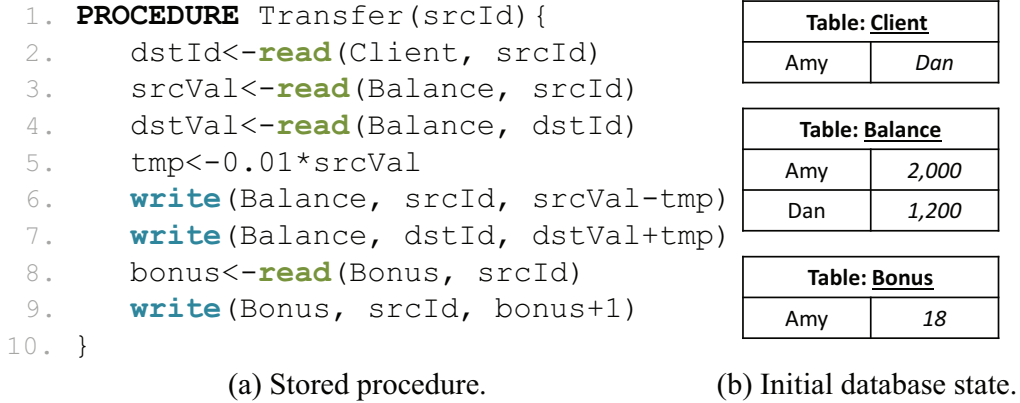 1. PROCEDURE Transfer(srcId){
2. dstId<-read(Client, srcId)
3. srcVal<-read(Balance, srcId)
4. dstVal<-read(Balance, dstId)
5. tmp<-0.01*srcVal
6. write(Balance, srcId, srcVal-tmp)
7. write(Balance, dstId, dstVal+tmp)
8. bonus<-read(Bonus, srcId)
9. write(Bonus, srcId, bonus+1)
10. }
(a) Stored procedure.
Table: Client
Amy Dan
Table: Balance
Amy 2,000
Dan 1,200
Table: Bonus
Amy 18
(b) Initial database state.